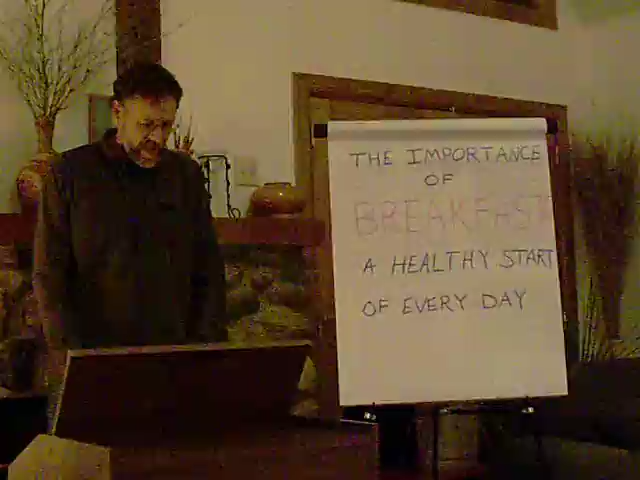 THE IMPORTANCE
OF
BREAKFAST
A HEALTHY START
OF EVERY DAY